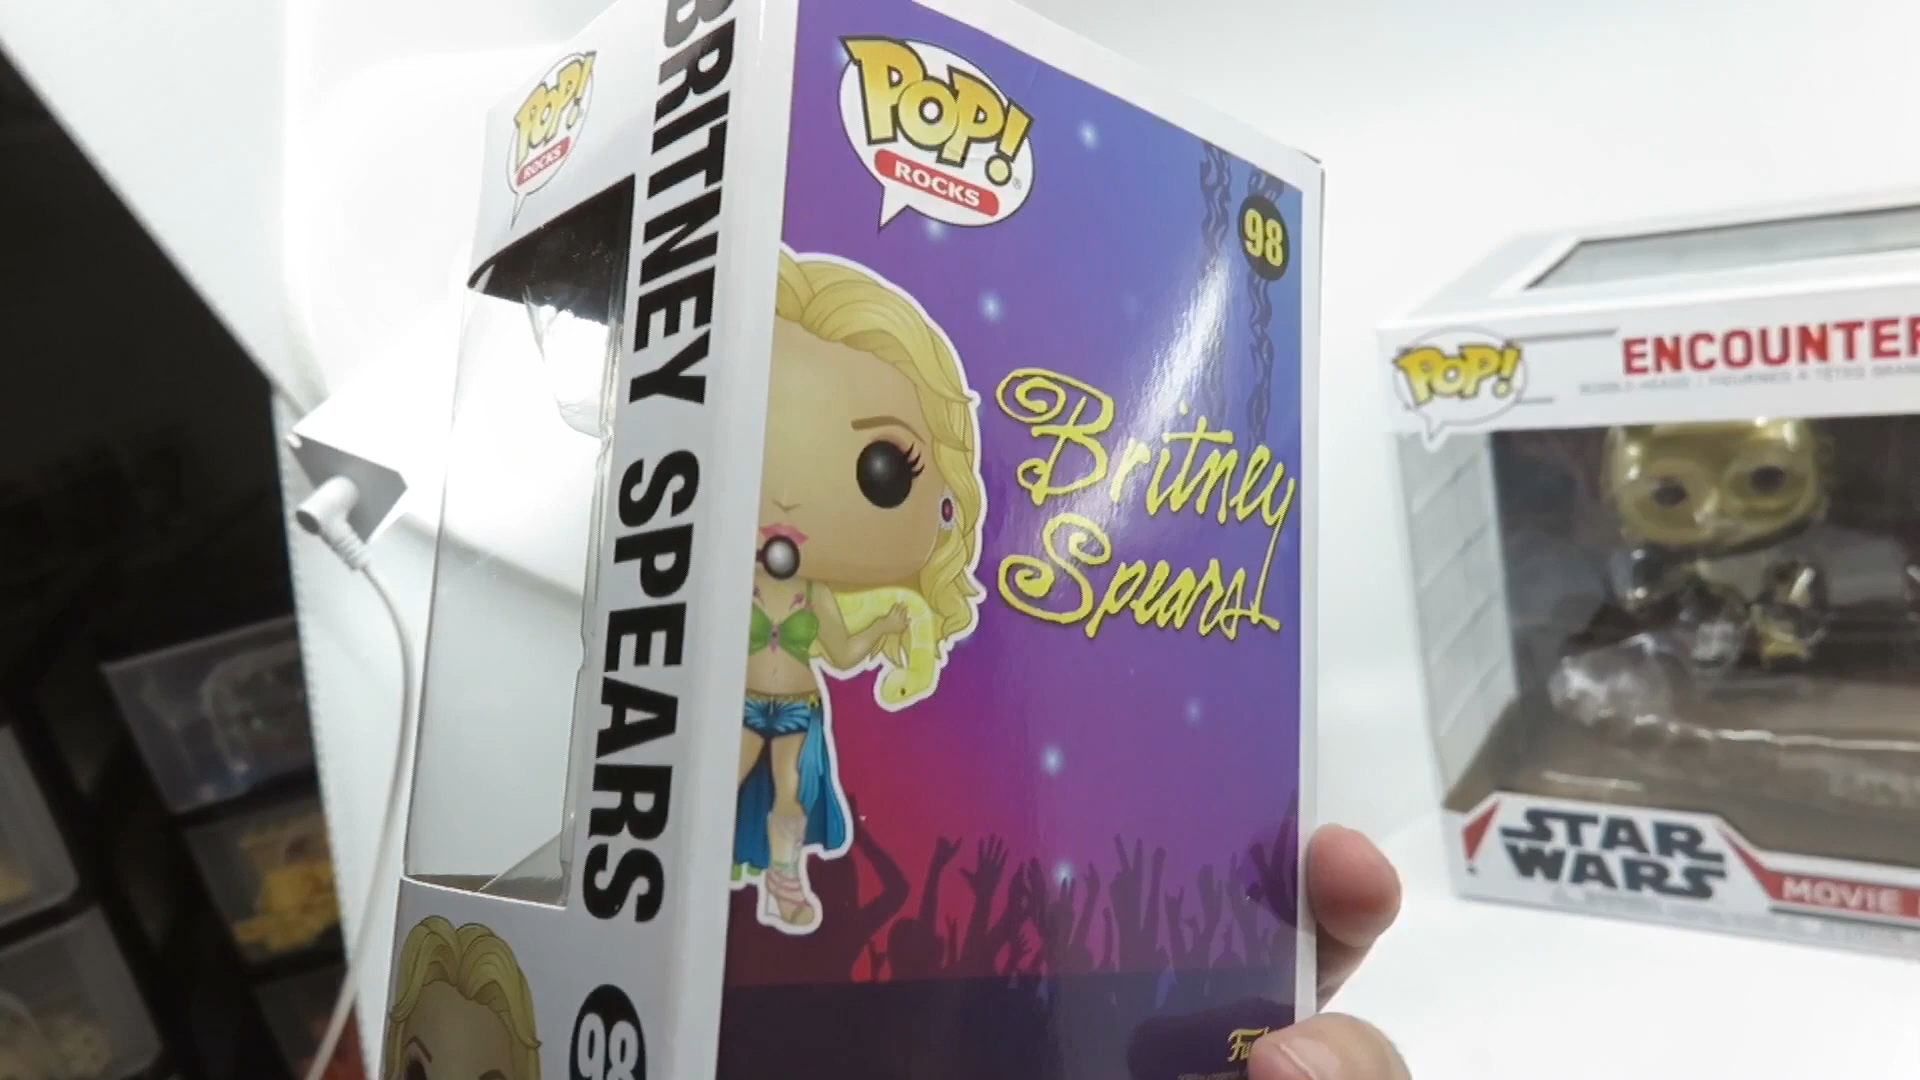 POP!
ROCKS
BRITNEY SPEARS
98
POP!
ROCKS
98
Britney
Spears
POP!
ENCOUNTER
STAR
WARS
MOVIE